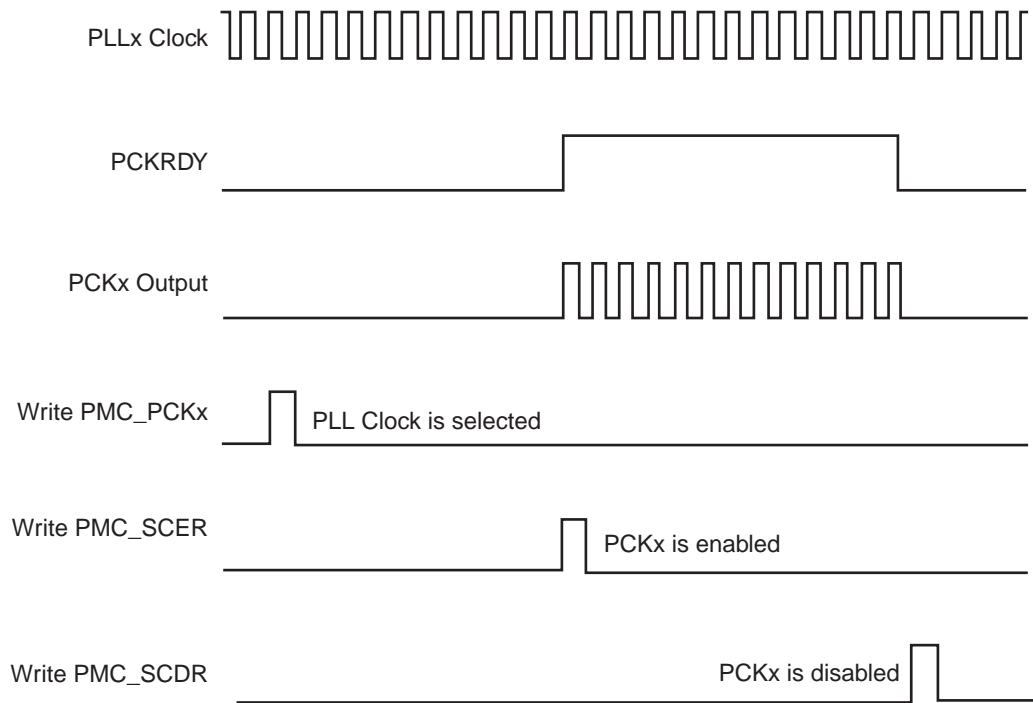 PLLx Clock
PCKRDY
PCKx Output
Write PMC_PCKx
PLL Clock is selected
Write PMC_SCER
PCKx is enabled
Write PMC_SCDR
PCKx is disabled